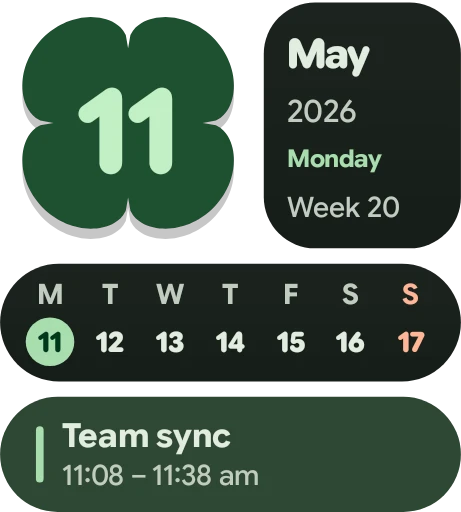 11
May
2026
Monday
Week 20
M T W T F S S
11 12 13 14 15 16 17
Team sync
11:08 – 11:38 am